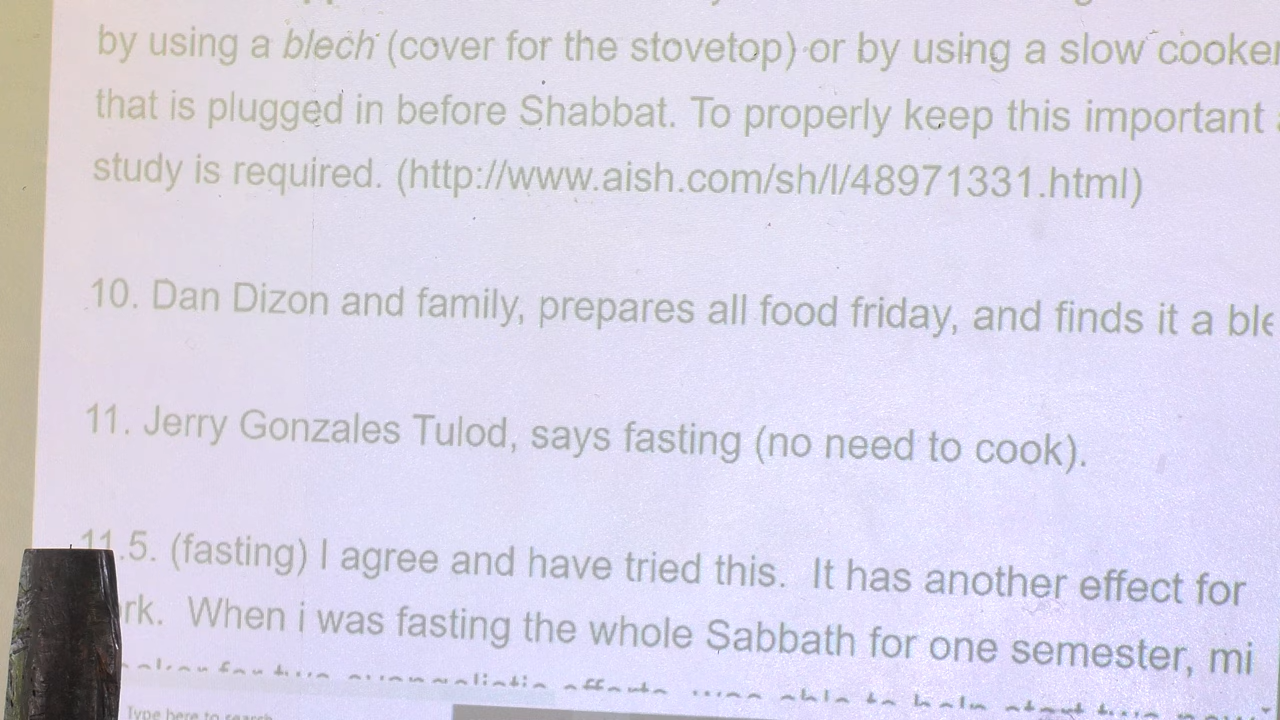 by using a blech (cover for the stovetop) or by using a slow cooker
that is plugged in before Shabbat. To properly keep this important
study is required. (http://www.aish.com/sh/l/48971331.html)
10. Dan Dizon and family, prepares all food friday, and finds it a ble
11. Jerry Gonzales Tulod, says fasting (no need to cook).
11.5. (fasting) I agree and have tried this. It has another effect for
rk. When i was fasting the whole Sabbath for one semester, mi
Type here to search